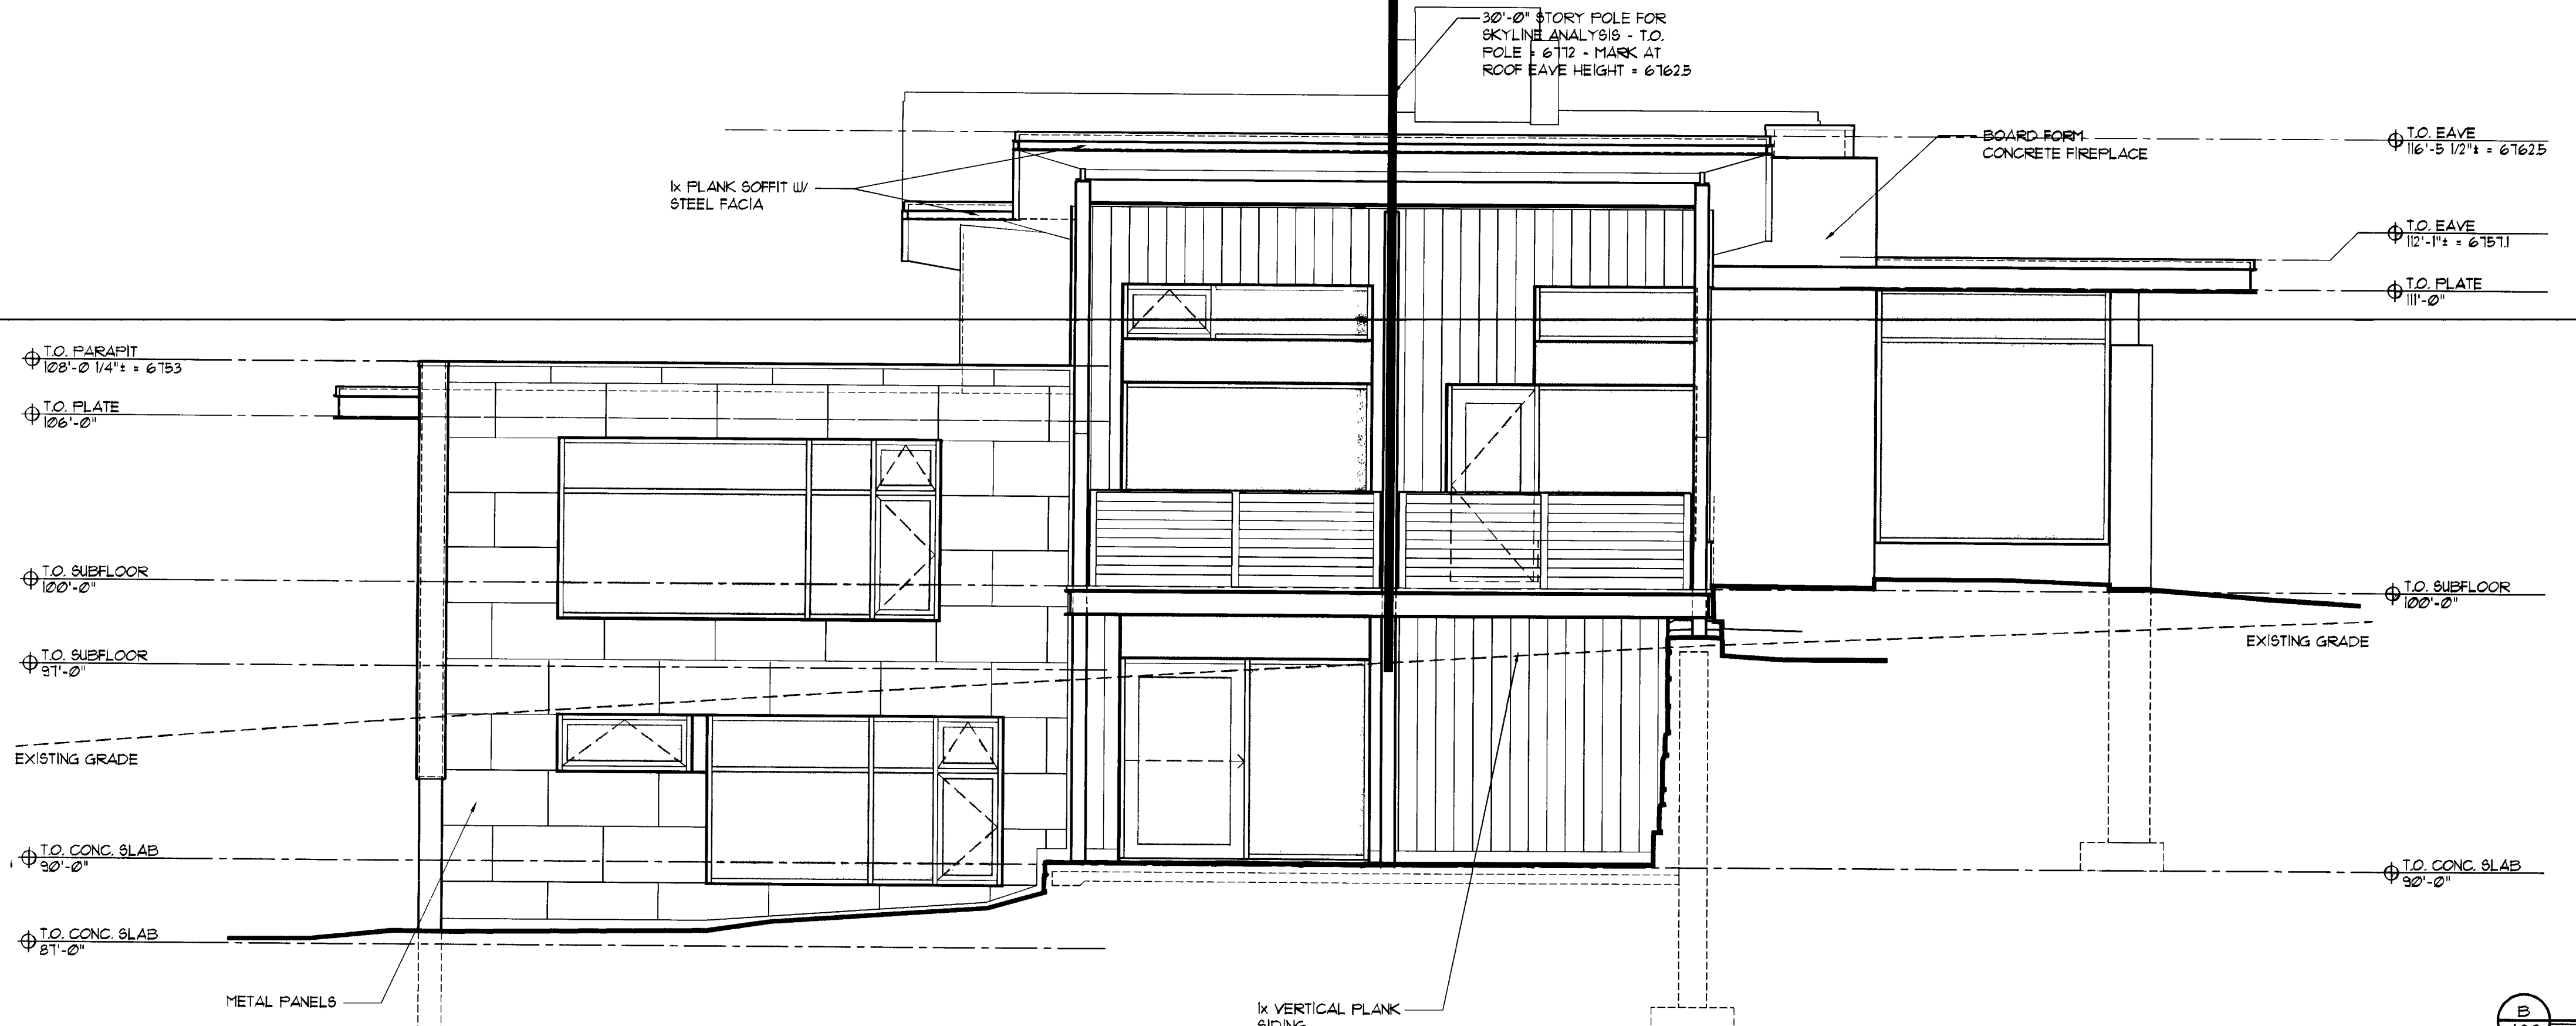 30'-0" STORY POLE FOR
SKYLINE ANALYSIS - T.O.
POLE = 6772 - MARK AT
ROOF EAVE HEIGHT = 6762.5
BOARD FORM
CONCRETE FIREPLACE
T.O. EAVE
116'-5 1/2"± = 6762.5
1x PLANK SOFFIT W/
STEEL FACIA
T.O. EAVE
112'-1"± = 6757.1
T.O. PLATE
111'-0"
T.O. PARAPIT
108'-0 1/4"± = 6753
T.O. PLATE
106'-0"
T.O. SUBFLOOR
100'-0"
T.O. SUBFLOOR
100'-0"
T.O. SUBFLOOR
97'-0"
EXISTING GRADE
EXISTING GRADE
T.O. CONC. SLAB
90'-0"
T.O. CONC. SLAB
90'-0"
T.O. CONC. SLAB
87'-0"
METAL PANELS
1x VERTICAL PLANK
SIDING
B